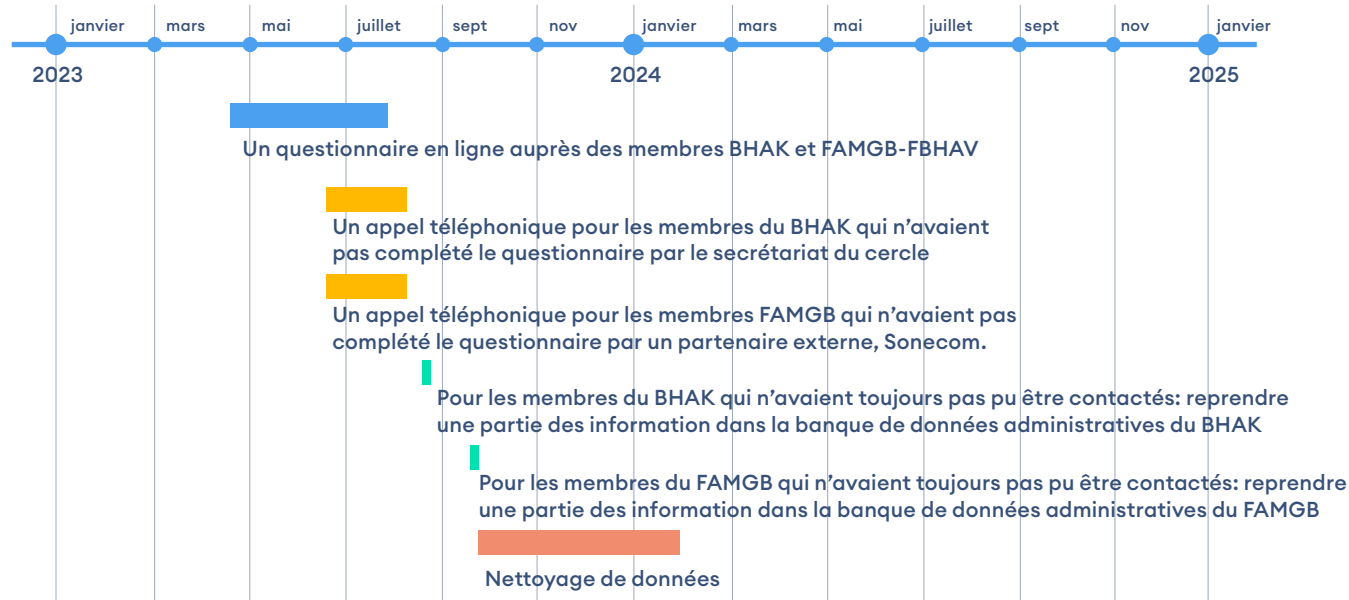 janvier mars mai juillet sept nov janvier mars mai juillet sept nov janvier
2023 2024 2025
Un questionnaire en ligne auprès des membres BHAK et FAMGB-FBHAV
Un appel téléphonique pour les membres du BHAK qui n’avaient
pas complété le questionnaire par le secrétariat du cercle
Un appel téléphonique pour les membres FAMGB qui n’avaient pas
complété le questionnaire par un partenaire externe, Sonecom.
Pour les membres du BHAK qui n’avaient toujours pas pu être contactés: reprendre
une partie des information dans la banque de données administratives du BHAK
Pour les membres du FAMGB qui n’avaient toujours pas pu être contactés: reprendre
une partie des information dans la banque de données administratives du FAMGB
Nettoyage de données